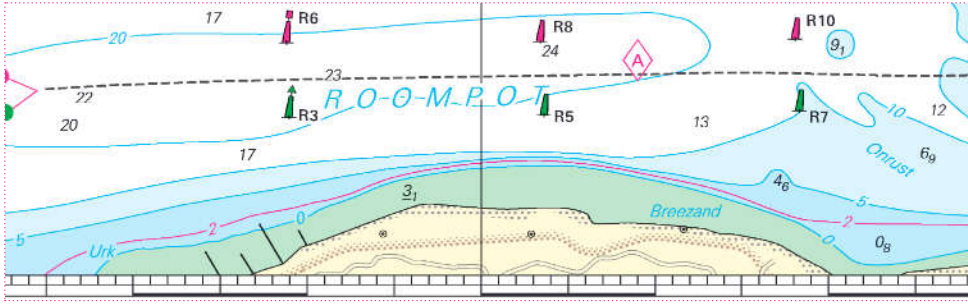 17
R6
R8
R10
20
24
9₁
A
23
22
ROOMPOT
R3
R5
R7
10
12
20
13
17
6₉
Onrust
4₆
3₁
5
2
0
Breezand
2
5
Urk
0
0₈